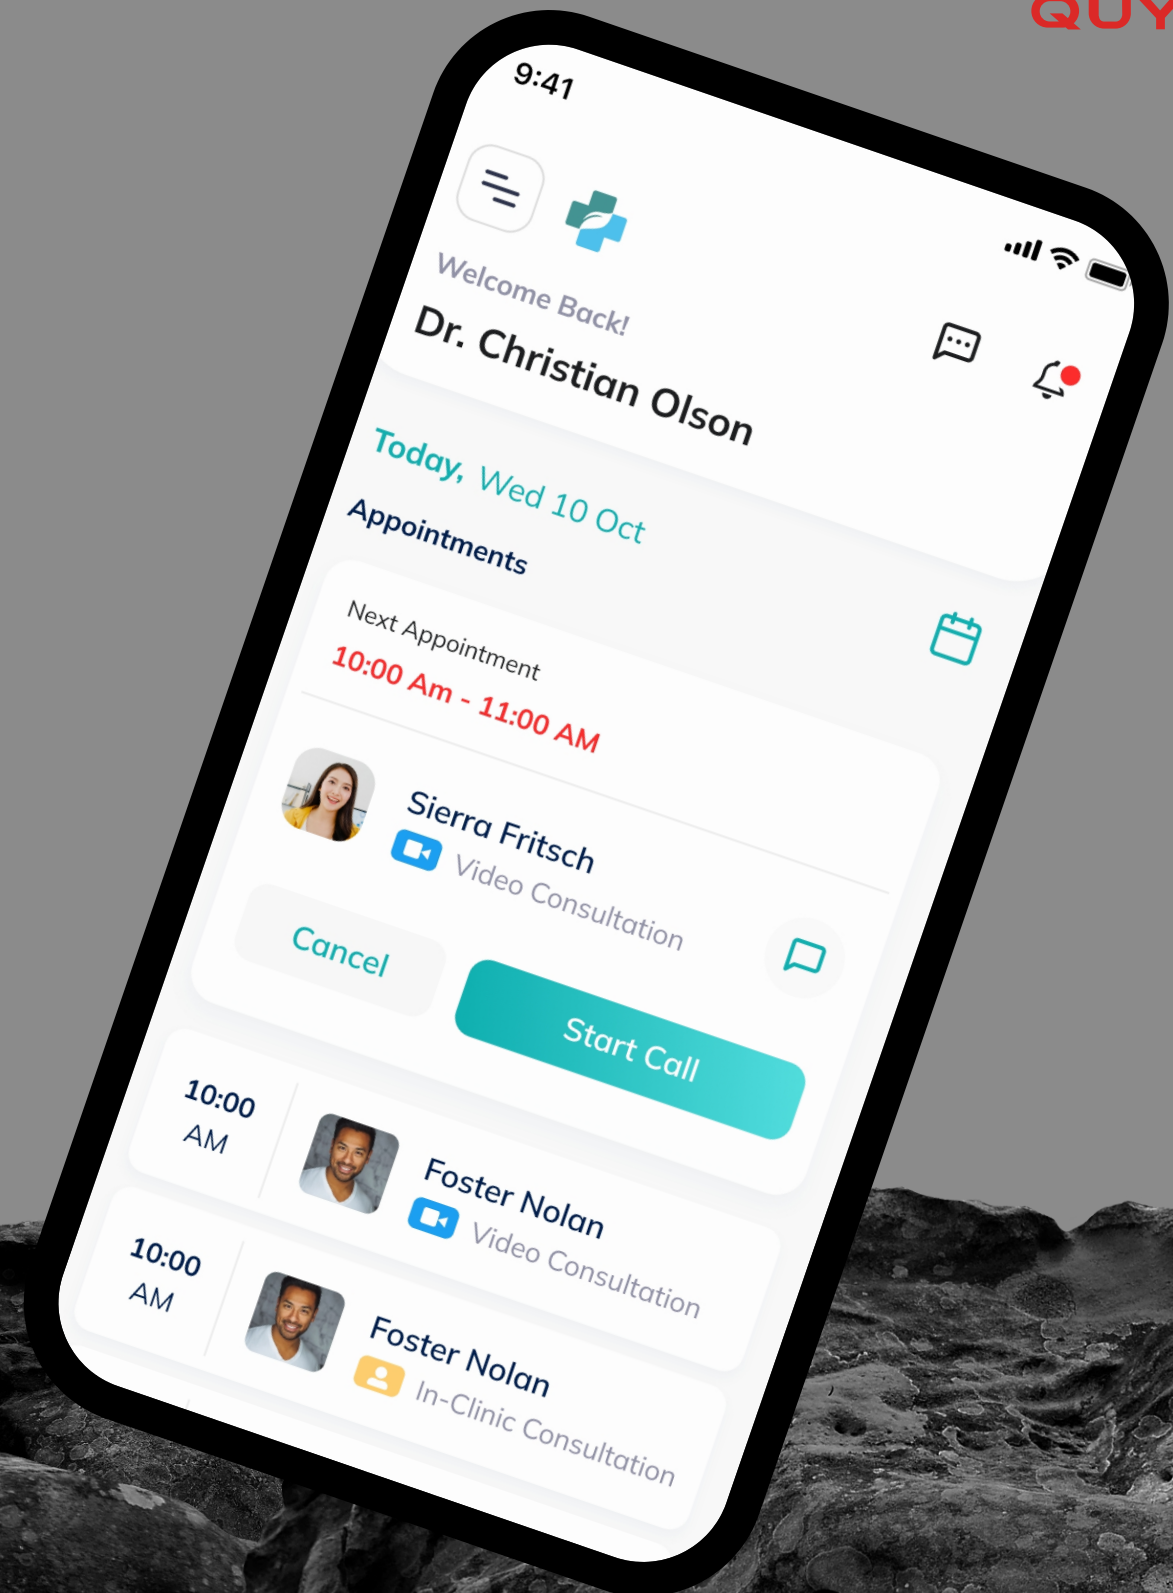 QUY
9:41
Welcome Back!
Dr. Christian Olson
Today, Wed 10 Oct
Appointments
Next Appointment
10:00 Am - 11:00 AM
Sierra Fritsch
Video Consultation
Cancel
Start Call
10:00
AM
Foster Nolan
Video Consultation
10:00
AM
Foster Nolan
In-Clinic Consultation